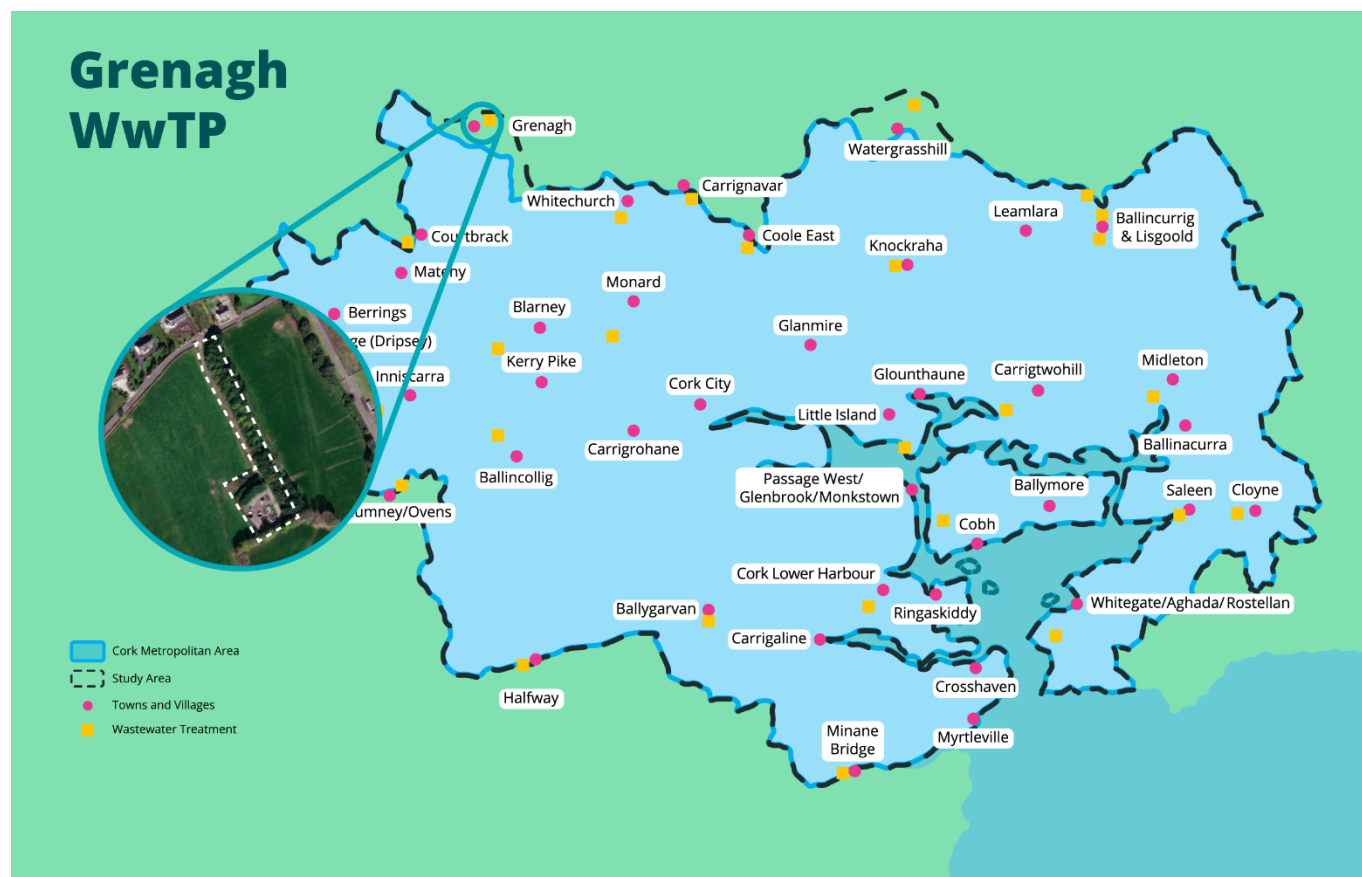 Grenagh
WwTP
Grenagh
Watergrasshill
Carrignavar
Whitechurch
Leamlara
Ballincurrig
& Lisgoold
Courtbrack
Coole East
Knockraha
Matehy
Monard
Berrings
Blarney
Glanmire
(Dripsey)
Kerry Pike
Midleton
Inniscarra
Cork City
Glounthaune
Carrigtwohill
Little Island
Carrigrohane
Ballinacurra
Ballincollig
Passage West/
Glenbrook/Monkstown
Ballymore
Saleen
Cloyne
/Ovens
Cobh
Cork Lower Harbour
Ringaskiddy
Whitegate/Aghada/Rostellan
Ballygarvan
Carrigaline
Cork Metropolitan Area
Study Area
Towns and Villages
Wastewater Treatment
Halfway
Crosshaven
Minane
Bridge
Myrtleville